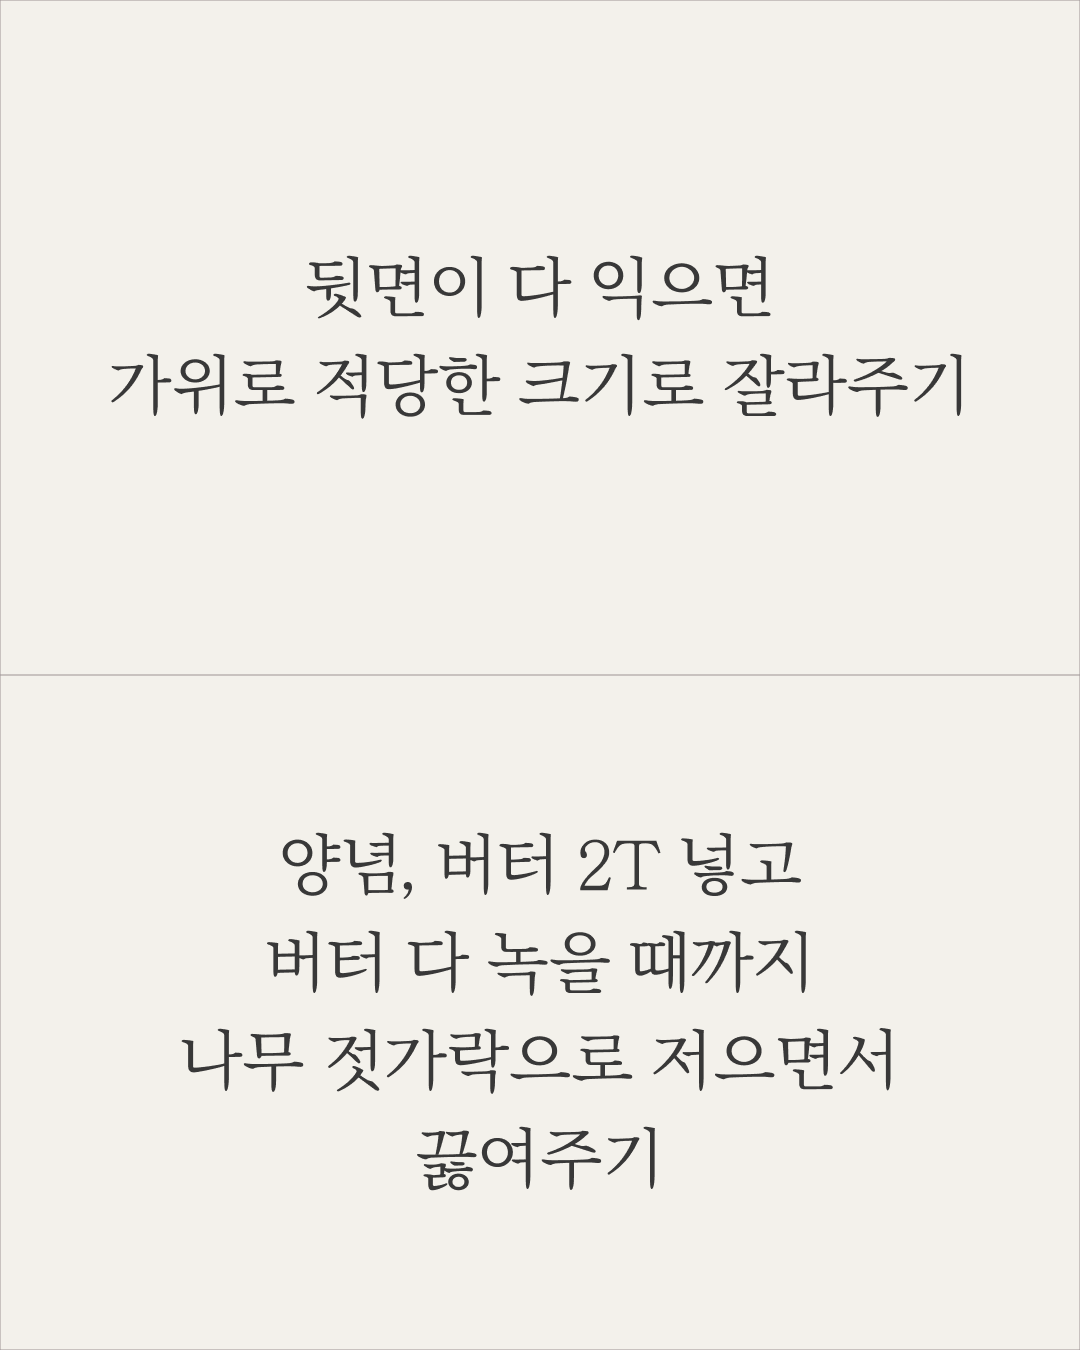 뒷면이 다 익으면
가위로 적당한 크기로 잘라주기
양념, 버터 2T 넣고
버터 다 녹을 때까지
나무 젓가락으로 저으면서
끓여주기